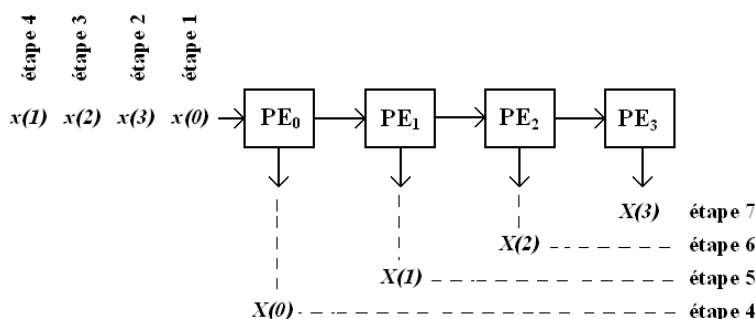 étape 4 étape 3 étape 2 étape 1
x(1) x(2) x(3) x(0) PE₀ PE₁ PE₂ PE₃
X(3) étape 7
X(2) étape 6
X(1) étape 5
X(0) étape 4